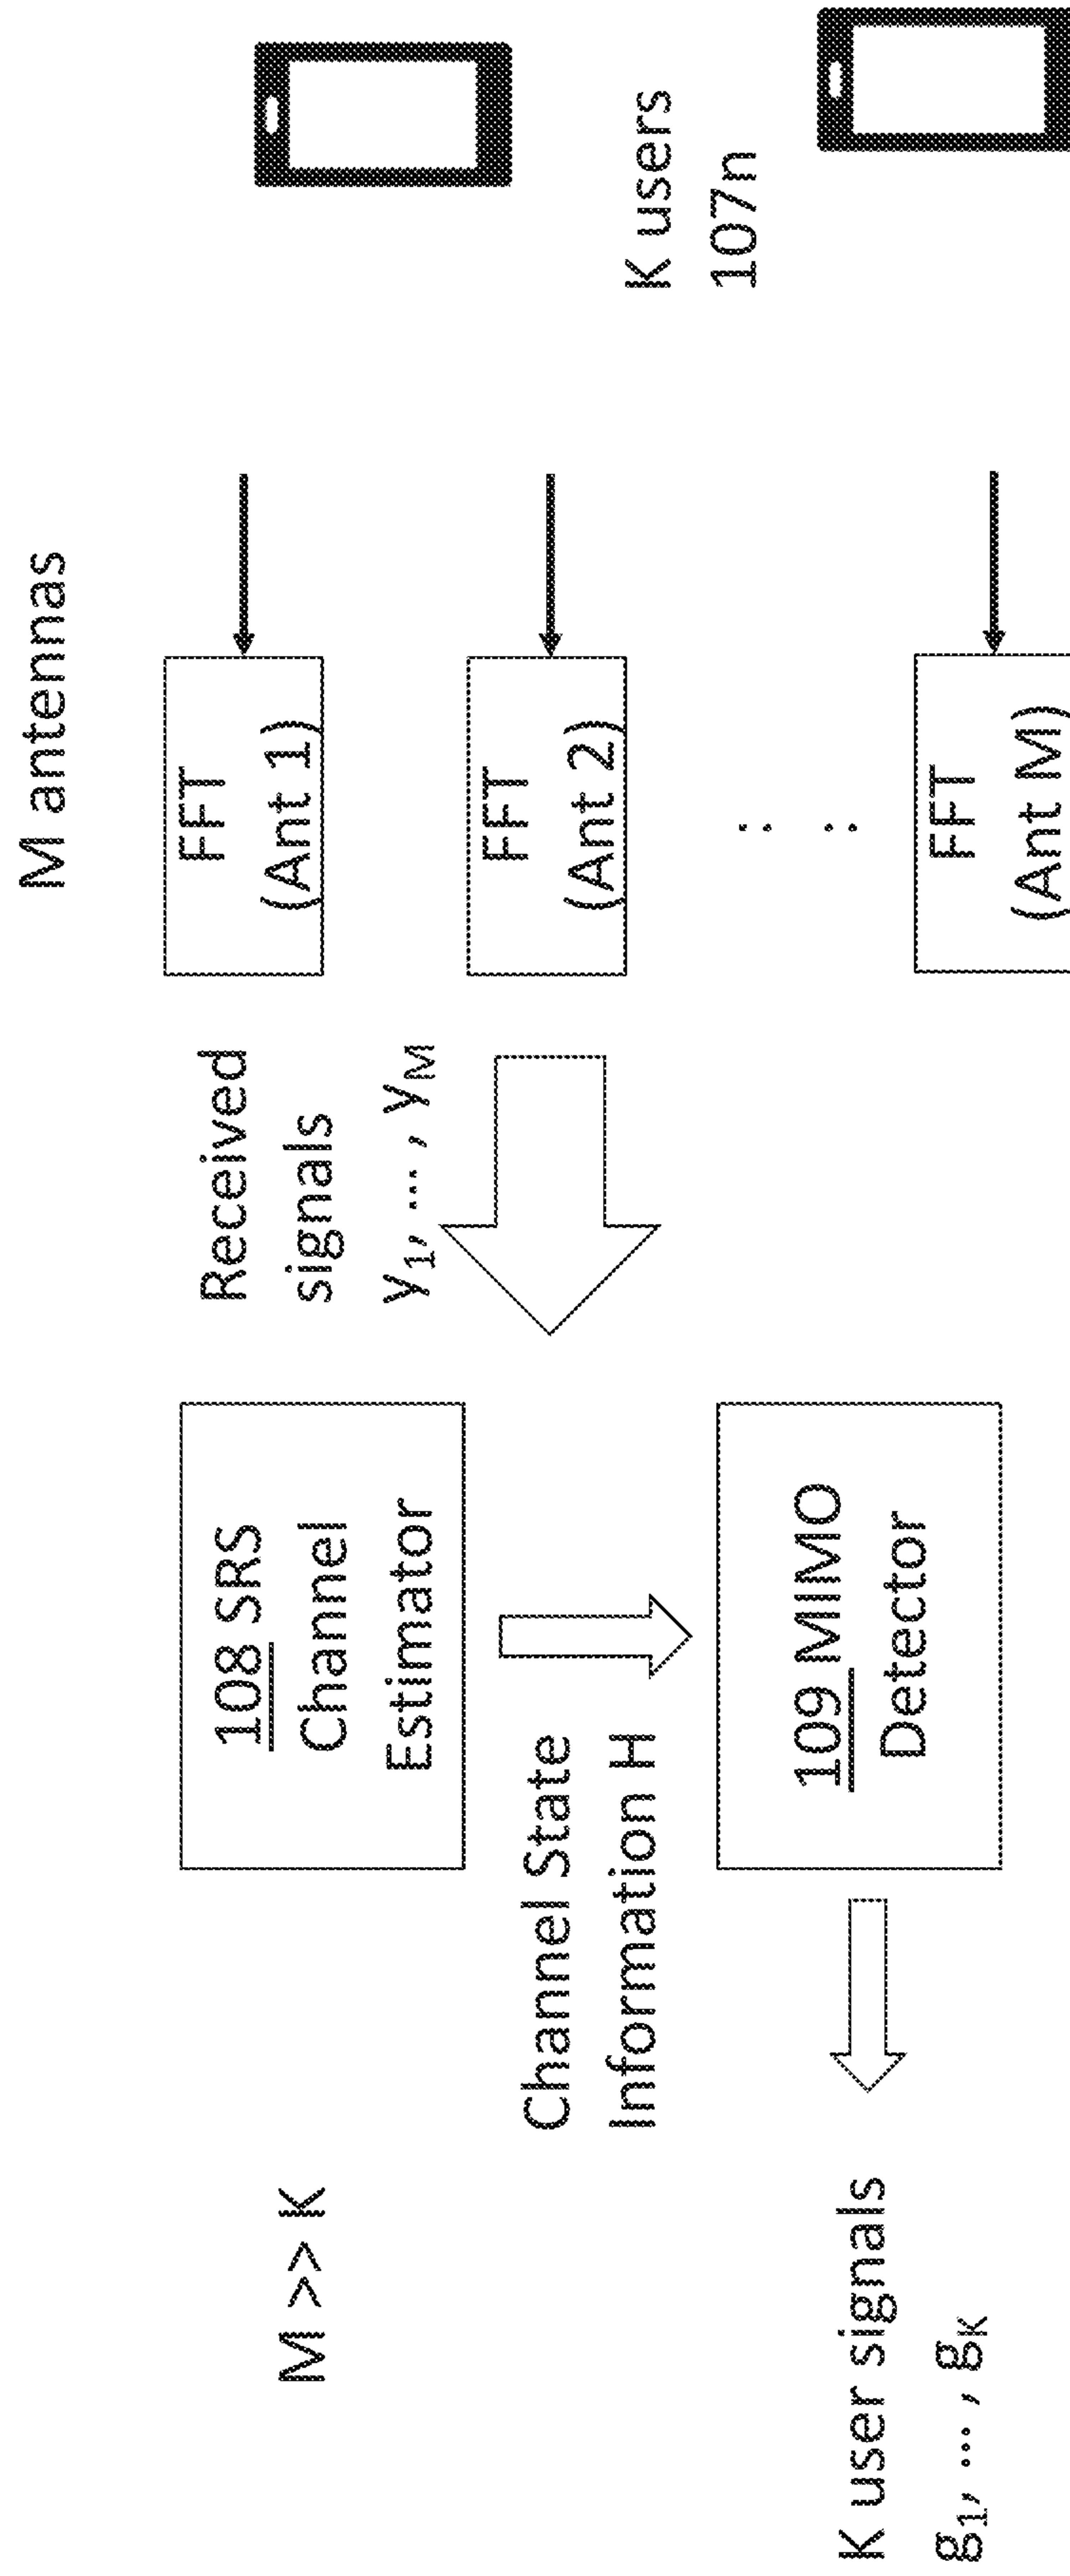 M antennas
M >> K
108 SRS
Channel
Estimator
Received
signals
y₁, ... , yM
FFT
(Ant 1)
FFT
(Ant 2)
Channel State
Information H
K users
107n
K user signals
g₁, ... , gK
109 MIMO
Detector
FFT
(Ant M)